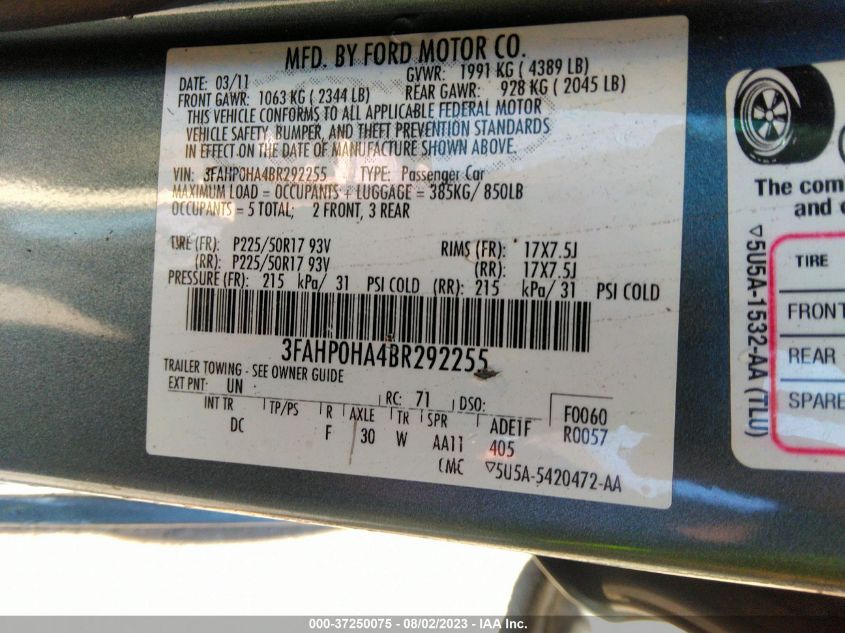 MFD. BY FORD MOTOR CO.
DATE: 03/11 GVWR: 1991 KG ( 4389 LB)
FRONT GAWR: 1063 KG ( 2344 LB) REAR GAWR: 928 KG ( 2045 LB)
THIS VEHICLE CONFORMS TO ALL APPLICABLE FEDERAL MOTOR
VEHICLE SAFETY, BUMPER, AND THEFT PREVENTION STANDARDS
IN EFFECT ON THE DATE OF MANUFACTURE SHOWN ABOVE.
VIN: 3FAHP0HA4BR292255 TYPE: Passenger Car
MAXIMUM LOAD = OCCUPANTS + LUGGAGE = 385KG/ 850LB
OCCUPANTS = 5 TOTAL; 2 FRONT, 3 REAR
TIRE (FR): P225/50R17 93V RIMS (FR): 17X7.5J
(RR): P225/50R17 93V (RR): 17X7.5J
PRESSURE (FR): 215 kPa/ 31 PSI COLD (RR): 215 kPa/ 31 PSI COLD
3FAHP0HA4BR292255
TRAILER TOWING - SEE OWNER GUIDE
EXT PNT: UN RC: 71 DSO: F0060
INT TR TP/PS R AXLE TR SPR ADE1F R0057
DC F 30 W AA11 405
CMC ▽5U5A-5420472-AA
The com
and c
▽5U5A-1532-AA (TLU)
TIRE
FRONT
REAR
SPARE
000-37250075 - 08/02/2023 - IAA Inc.